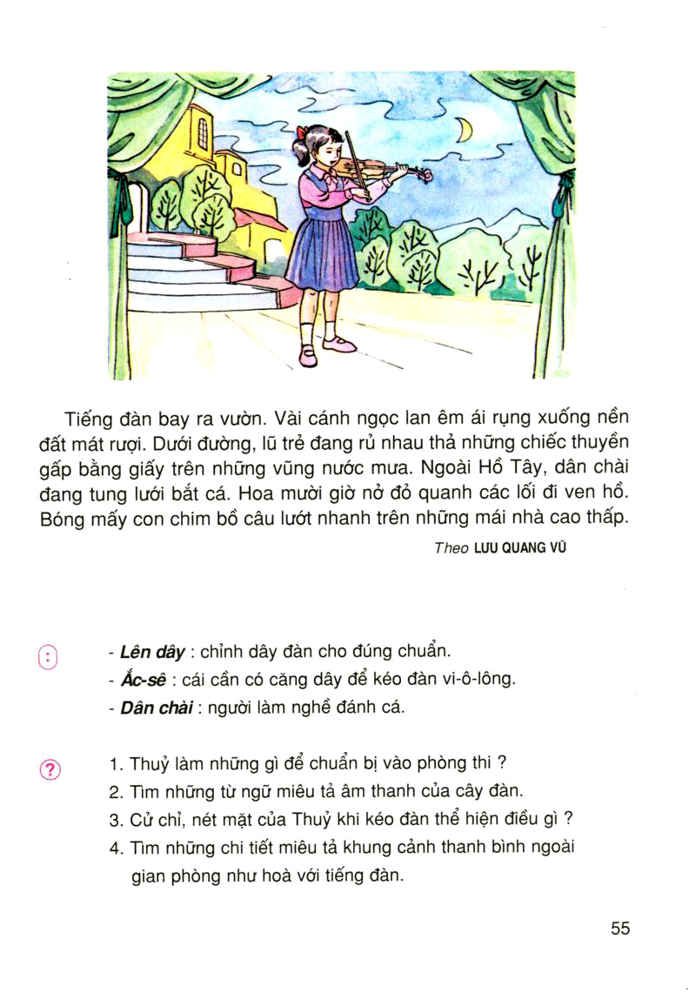 Tiếng đàn bay ra vườn. Vài cánh ngọc lan êm ái rụng xuống nền
đất mát rượi. Dưới đường, lũ trẻ đang rủ nhau thả những chiếc thuyền
gấp bằng giấy trên những vũng nước mưa. Ngoài Hồ Tây, dân chài
đang tung lưới bắt cá. Hoa mười giờ nở đỏ quanh các lối đi ven hồ.
Bóng mấy con chim bồ câu lướt nhanh trên những mái nhà cao thấp.
Theo LƯU QUANG VŨ
:
- Lên dây : chỉnh dây đàn cho đúng chuẩn.
- Ắc-sê : cái cần có căng dây để kéo đàn vi-ô-lông.
- Dân chài : người làm nghề đánh cá.
?
1. Thuỷ làm những gì để chuẩn bị vào phòng thi ?
2. Tìm những từ ngữ miêu tả âm thanh của cây đàn.
3. Cử chỉ, nét mặt của Thuỷ khi kéo đàn thể hiện điều gì ?
4. Tìm những chi tiết miêu tả khung cảnh thanh bình ngoài
gian phòng như hoà với tiếng đàn.
55